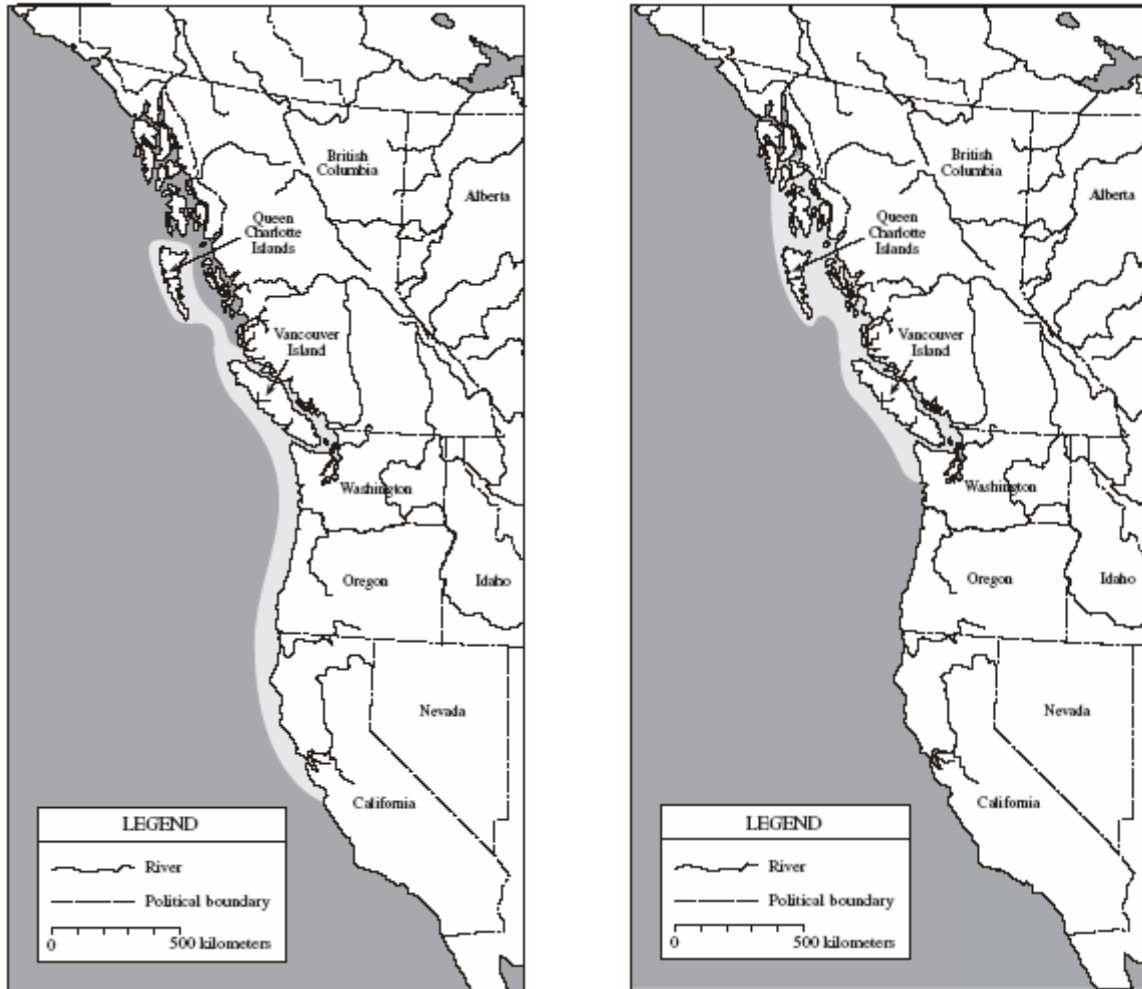 British
Columbia
Alberta
Queen
Charlotte
Islands
Vancouver
Island
Washington
Oregon
Idaho
Nevada
California
LEGEND
River
Political boundary
0 500 kilometers
British
Columbia
Alberta
Queen
Charlotte
Islands
Vancouver
Island
Washington
Oregon
Idaho
Nevada
California
LEGEND
River
Political boundary
0 500 kilometers